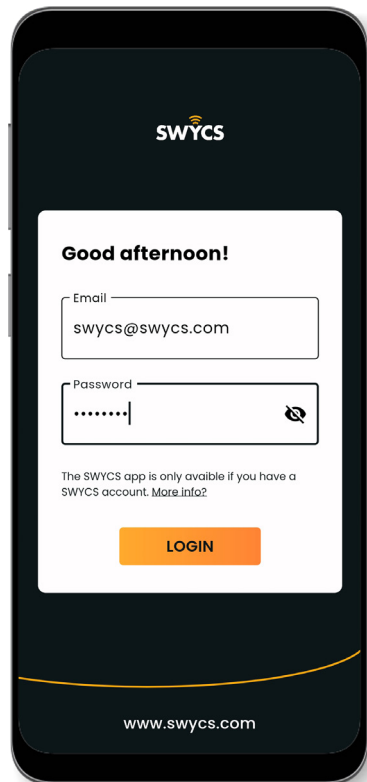 SWYCS
Good afternoon!
Email
swycs@swycs.com
Password
••••••••
The SWYCS app is only avaible if you have a
SWYCS account. More info?
LOGIN
www.swycs.com